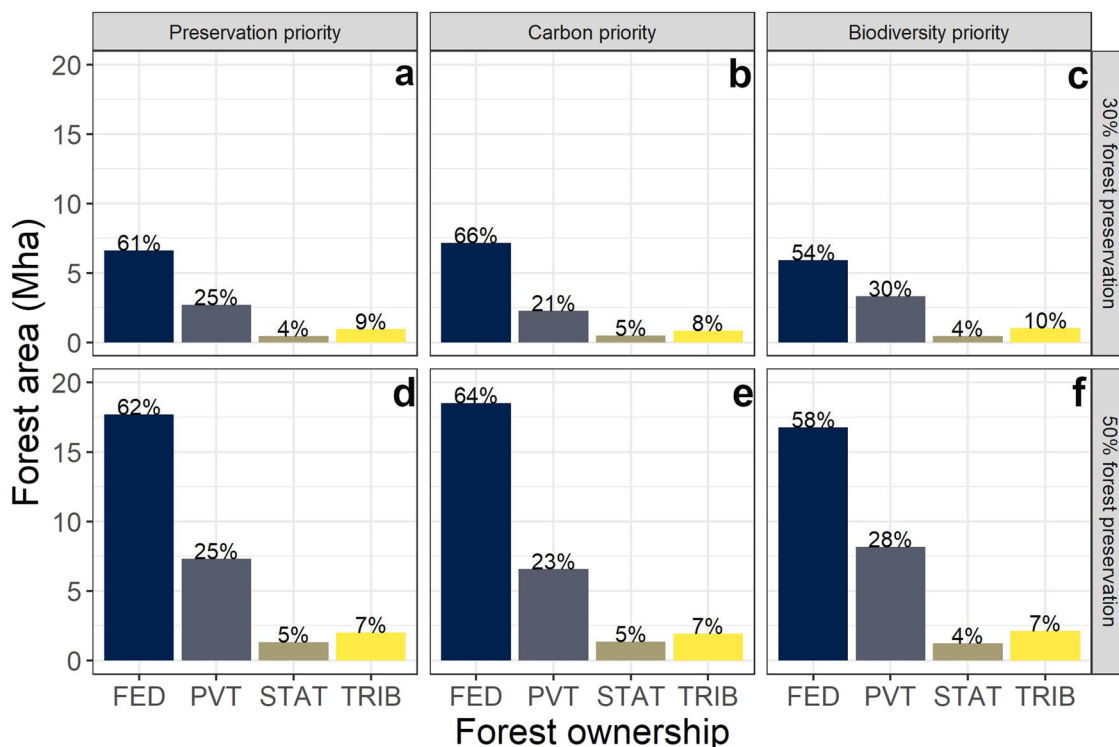 Preservation priority
Carbon priority
Biodiversity priority
Forest area (Mha)
20
15
10
5
0
a
61%
25%
4%
9%
b
66%
21%
5%
8%
c
54%
30%
4%
10%
30% forest preservation
20
15
10
5
0
d
62%
25%
5%
7%
e
64%
23%
5%
7%
f
58%
28%
4%
7%
50% forest preservation
FED PVT STAT TRIB
FED PVT STAT TRIB
FED PVT STAT TRIB
Forest ownership